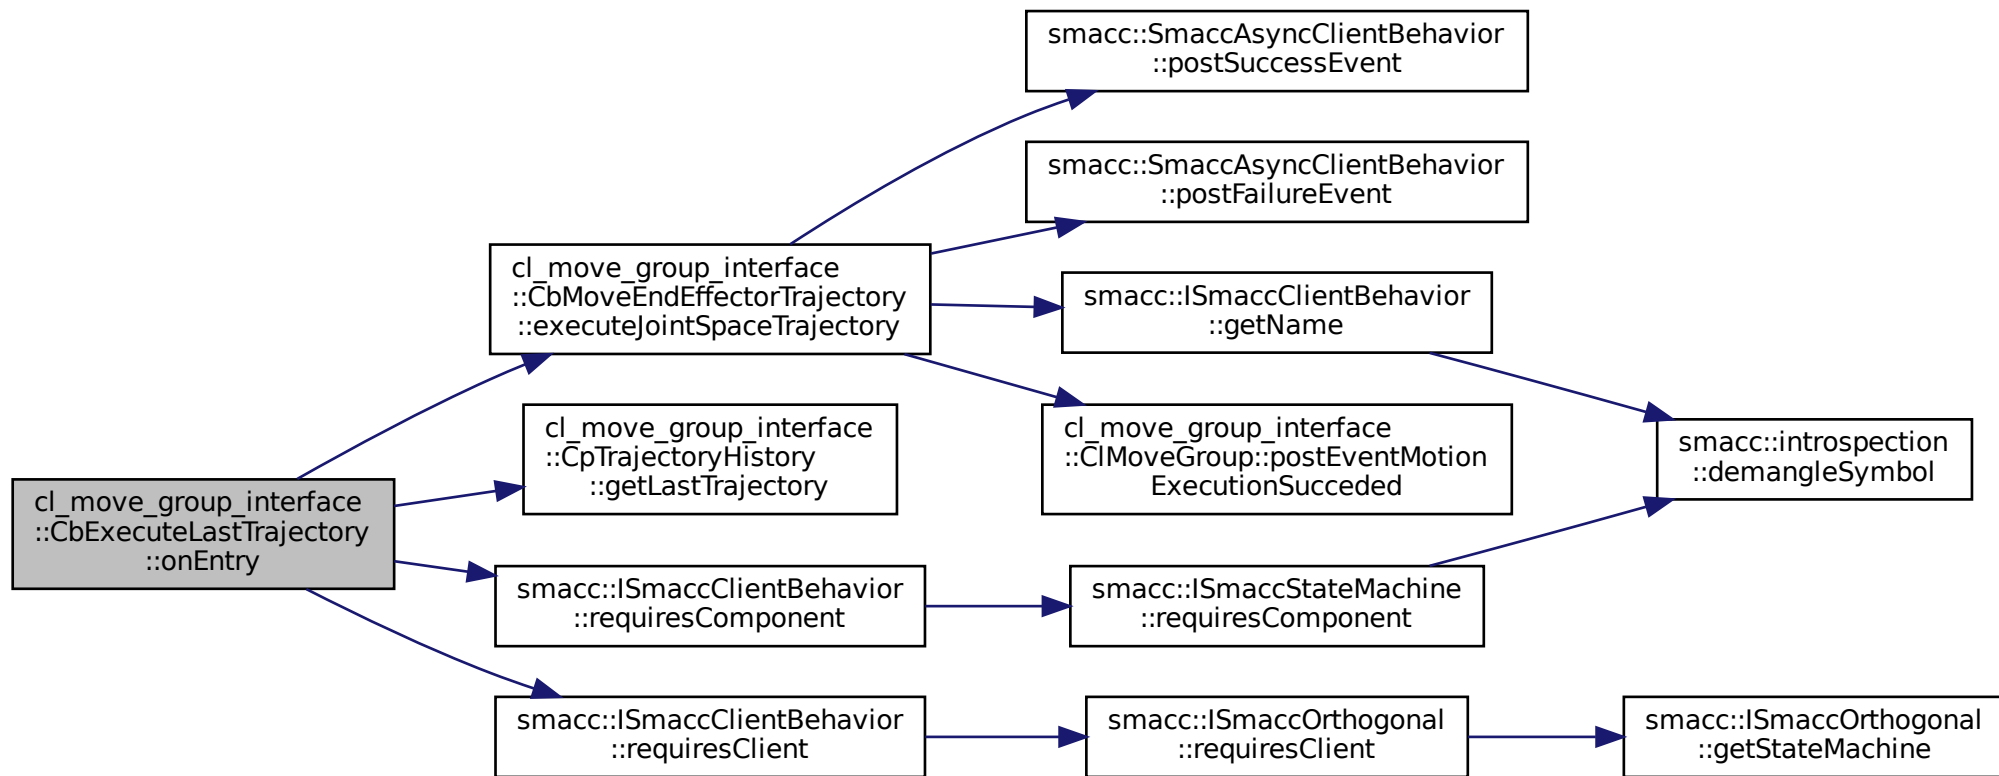 cl_move_group_interface
::CbExecuteLastTrajectory
::onEntry
cl_move_group_interface
::CbMoveEndEffectorTrajectory
::executeJointSpaceTrajectory
smacc::SmaccAsyncClientBehavior
::postSuccessEvent
smacc::SmaccAsyncClientBehavior
::postFailureEvent
smacc::ISmaccClientBehavior
::getName
cl_move_group_interface
::ClMoveGroup::postEventMotion
ExecutionSucceded
smacc::introspection
::demangleSymbol
cl_move_group_interface
::CpTrajectoryHistory
::getLastTrajectory
smacc::ISmaccClientBehavior
::requiresComponent
smacc::ISmaccStateMachine
::requiresComponent
smacc::ISmaccClientBehavior
::requiresClient
smacc::ISmaccOrthogonal
::requiresClient
smacc::ISmaccOrthogonal
::getStateMachine